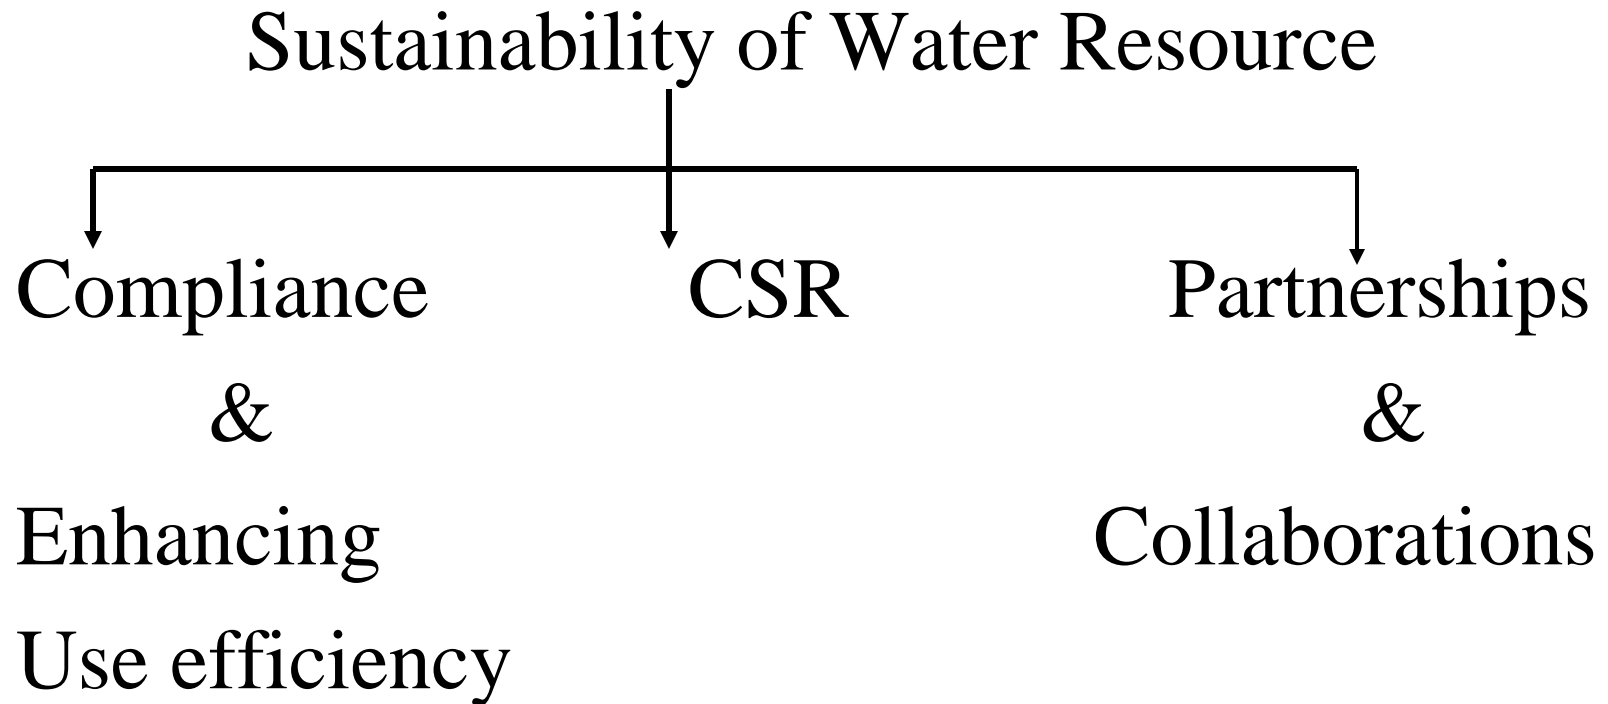 Sustainability of Water Resource
Compliance CSR Partnerships
& &
Enhancing Collaborations
Use efficiency